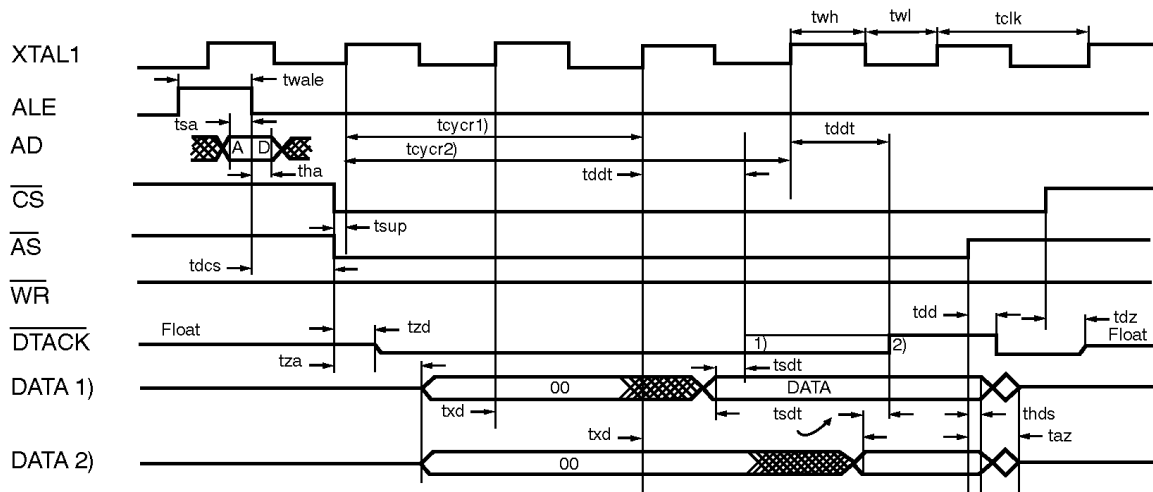 twh twl tclk
XTAL1
twale
ALE
tsa tcycr1) tddt
AD A D
tcycr2)
tha tddt
CS
tsup
AS
tdcs
WR
tdd tdz
Float tzd Float
DTACK 1) 2)
tza tsdt
DATA 1) 00 DATA
txd tsdt thds
txd taz
DATA 2) 00